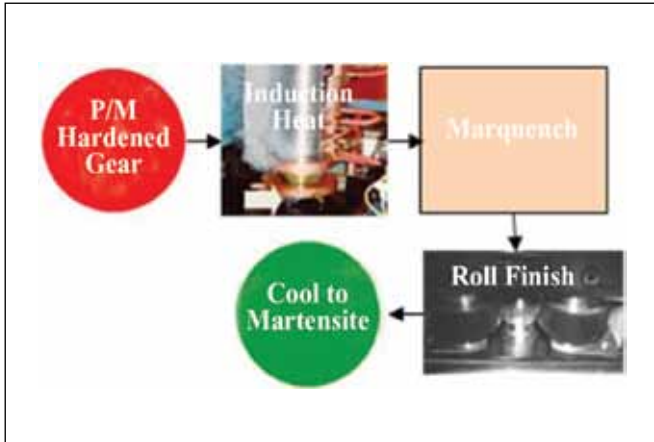 P/M
Hardened
Gear
Induction
Heat
Marquench
Roll Finish
Cool to
Martensite